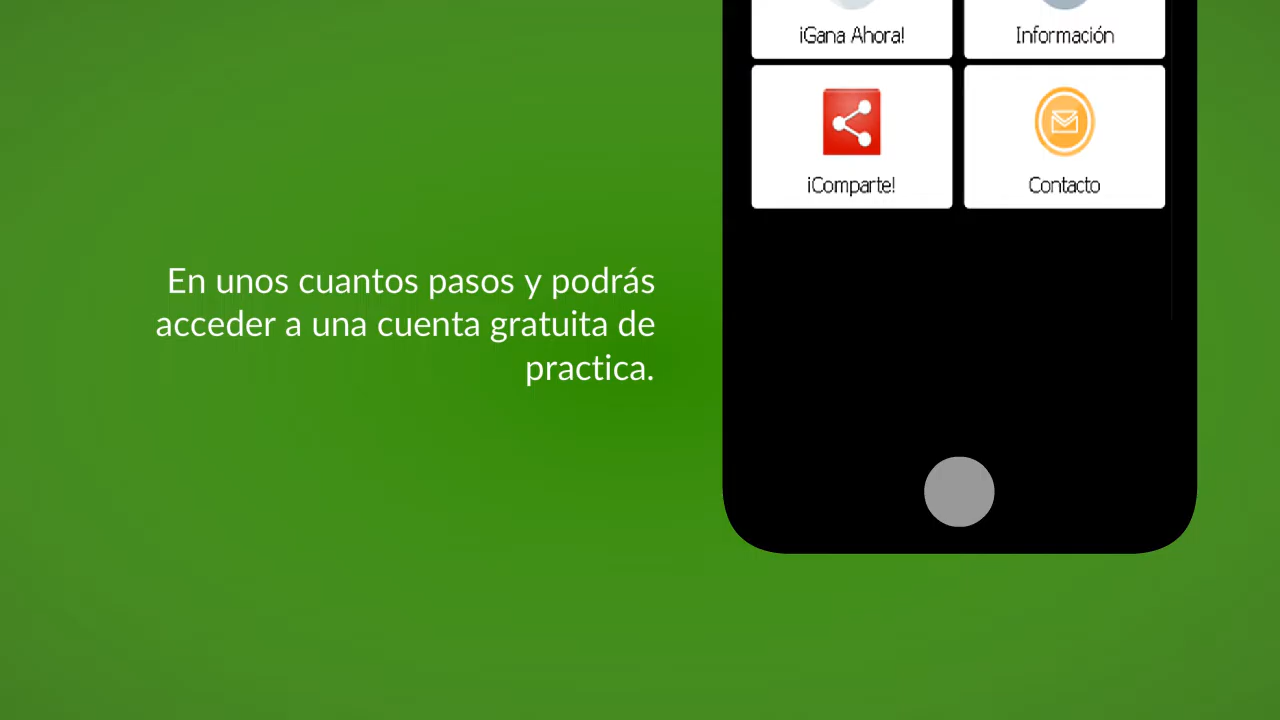 ¡Gana Ahora!
Información
¡Comparte!
Contacto
En unos cuantos pasos y podrás
acceder a una cuenta gratuita de
practica.